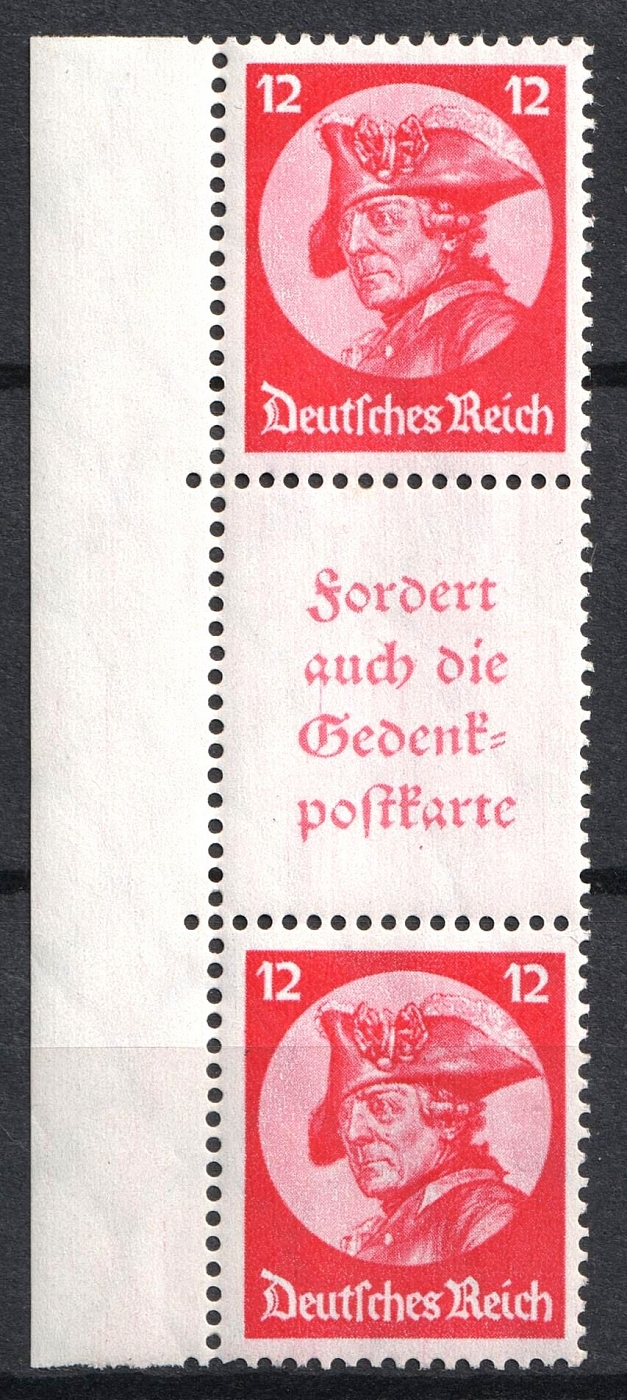 12 12
Deutſches Reich
Fordert
auch die
Gedenk=
poſtkarte
12 12
Deutſches Reich